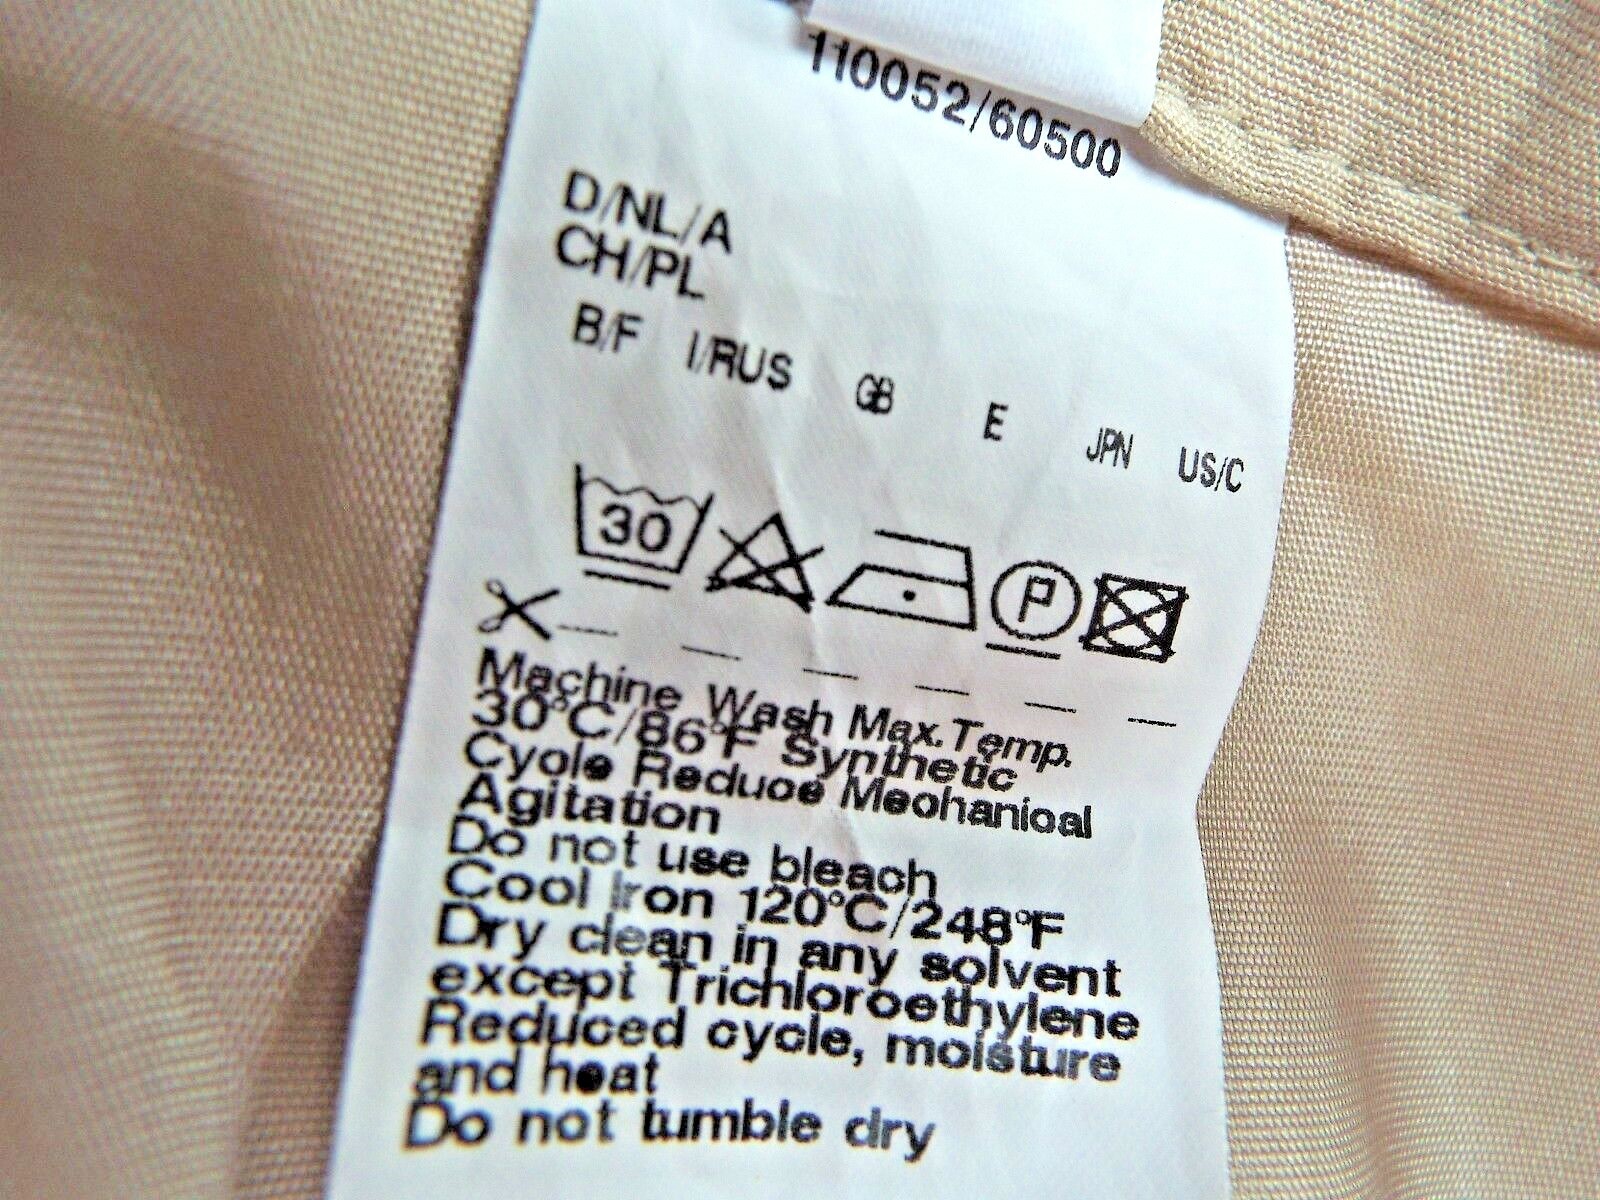 110052/60500
D/NL/A
CH/PL
B/F I/RUS GB E JPN US/C
30 P
Machine Wash Max. Temp.
30°C/86°F Synthetic
Cycle Reduce Mechanical
Agitation
Do not use bleach
Cool Iron 120°C/248°F
Dry clean in any solvent
except Trichloroethylene
Reduced cycle, moisture
and heat
Do not tumble dry